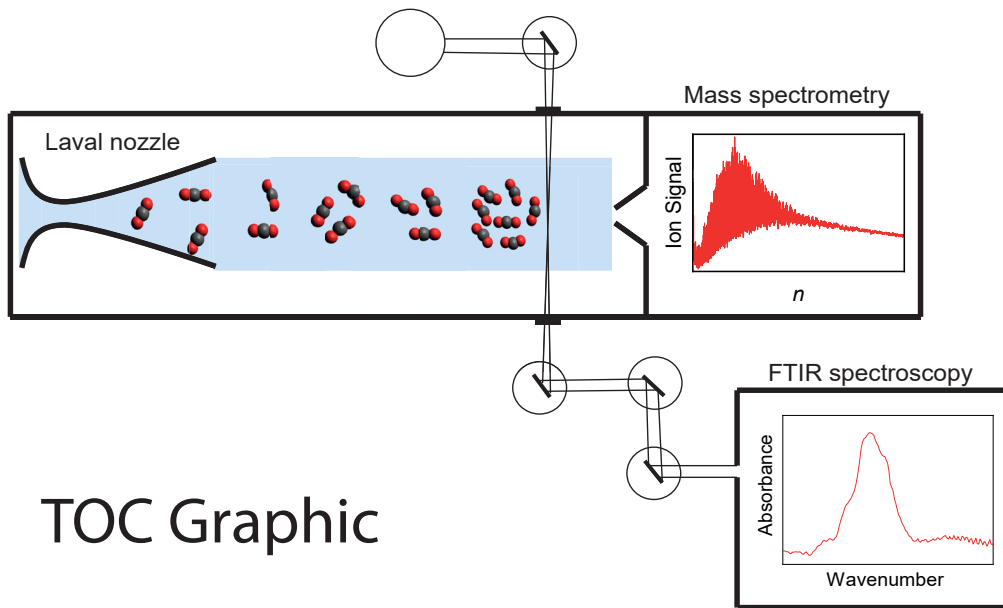 Mass spectrometry
Laval nozzle
Ion Signal
n
FTIR spectroscopy
Absorbance
Wavenumber
TOC Graphic